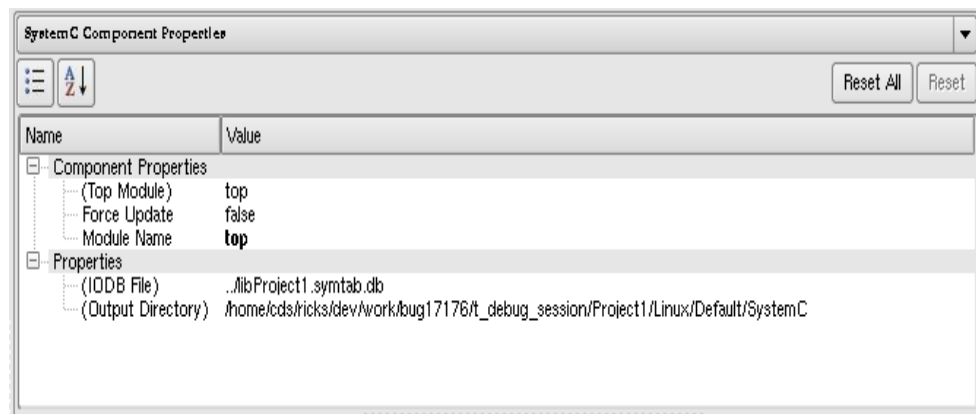 SystemC Component Properties
A Z
Reset All Reset
Name Value
Component Properties
(Top Module) top
Force Update false
Module Name top
Properties
(IODB File) ../libProject1.symtab.db
(Output Directory) /home/cds/ricks/dev/work/bug17176/t_debug_session/Project1/Linux/Default/SystemC